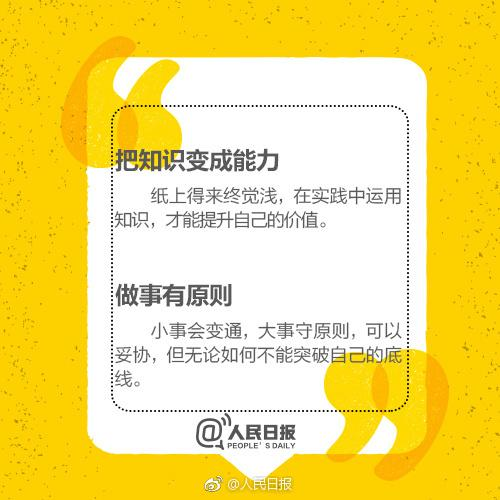 把知识变成能力
纸上得来终觉浅，在实践中运用
知识，才能提升自己的价值。
做事有原则
小事会变通，大事守原则，可以
妥协，但无论如何不能突破自己的底
线。
@人民日报
PEOPLE'S DAILY
@人民日报